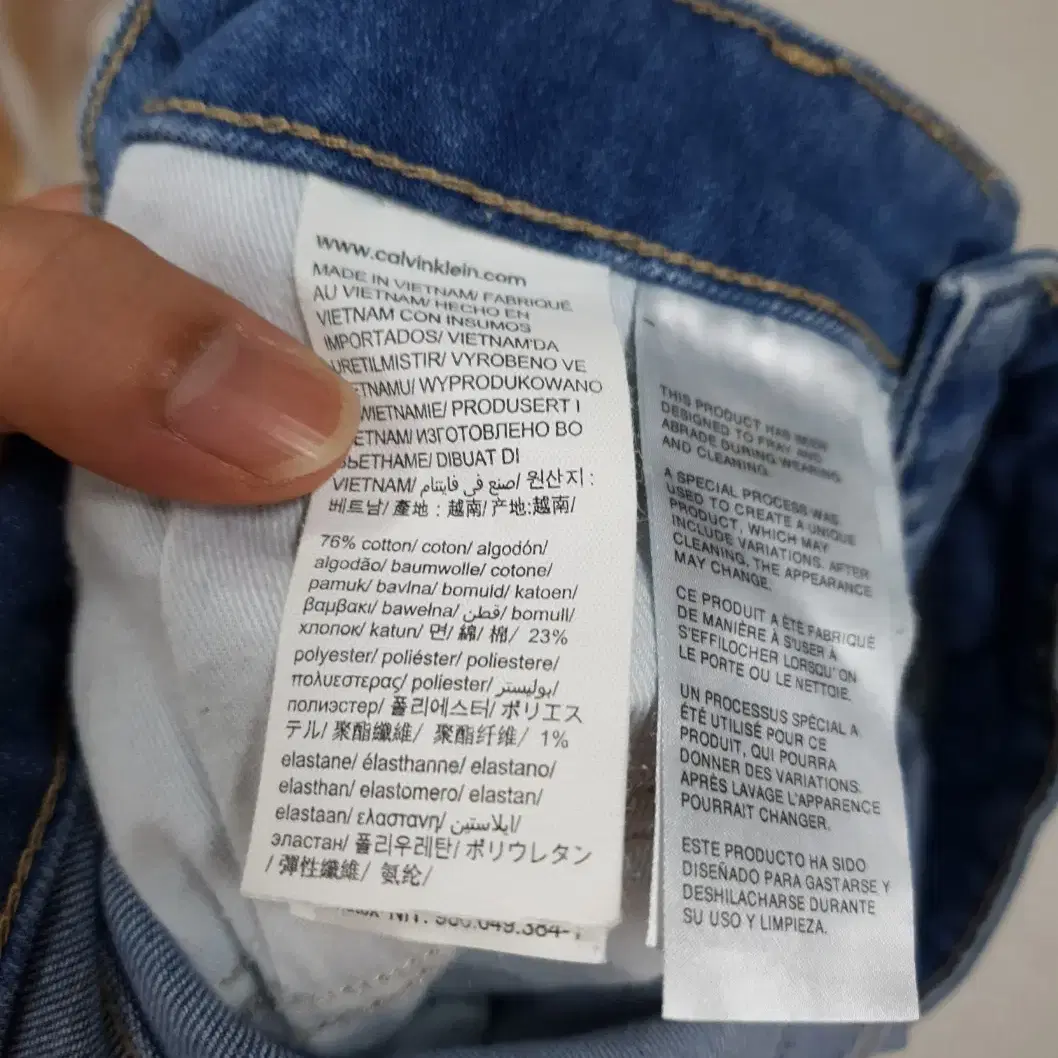 www.calvinklein.com
MADE IN VIETNAM/ FABRIQUÉ
AU VIETNAM/ HECHO EN
VIETNAM CON INSUMOS
IMPORTADOS/ VIETNAM'DA
URETILMISTIR/ VYROBENO VE
ETNAMU/ WYPRODUKOWANO
WIETNAMIE/ PRODUSERT I
ETNAM/ ИЗГОТОВЛЕНО ВО
ЬЕТНАМЕ/ DIBUAT DI
VIETNAM/ صنع في فايتنام/ 원산지 :
베트남/ 產地 : 越南/ 产地:越南/
76% cotton/ coton/ algodón/
algodão/ baumwolle/ cotone/
pamuk/ bavlna/ bomuld/ katoen/
βαμβακι/ bawełna/ قطن/ bomull/
хлопок/ katun/ 면/ 綿/ 棉/ 23%
polyester/ poliéster/ poliestere/
πολυεστερας/ poliester/ بوليستر/
полиэстер/ 폴리에스터/ ポリエス
テル/ 聚酯纖維/ 聚酯纤维/ 1%
elastane/ élasthanne/ elastano/
elasthan/ elastomero/ elastan/
elastaan/ ελαστανη/ ايلاستين/
эластан/ 폴리우레탄/ ポリウレタン
/ 彈性纖維/ 氨纶/
THIS PRODUCT HAS BEEN
DESIGNED TO FRAY AND
ABRADE DURING WEARING
AND CLEANING.
A SPECIAL PROCESS WAS
USED TO CREATE A UNIQUE
PRODUCT, WHICH MAY
INCLUDE VARIATIONS. AFTER
CLEANING, THE APPEARANCE
MAY CHANGE.
CE PRODUIT A ÉTÉ FABRIQUÉ
DE MANIÈRE À S'USER À
S'EFFILOCHER LORSQU'ON
LE PORTE OU LE NETTOIE.
UN PROCESSUS SPÉCIAL A
ÉTÉ UTILISÉ POUR CE
PRODUIT, QUI POURRA
DONNER DES VARIATIONS.
APRÈS LAVAGE L'APPARENCE
POURRAIT CHANGER.
ESTE PRODUCTO HA SIDO
DISEÑADO PARA GASTARSE Y
DESHILACHARSE DURANTE
SU USO Y LIMPIEZA.